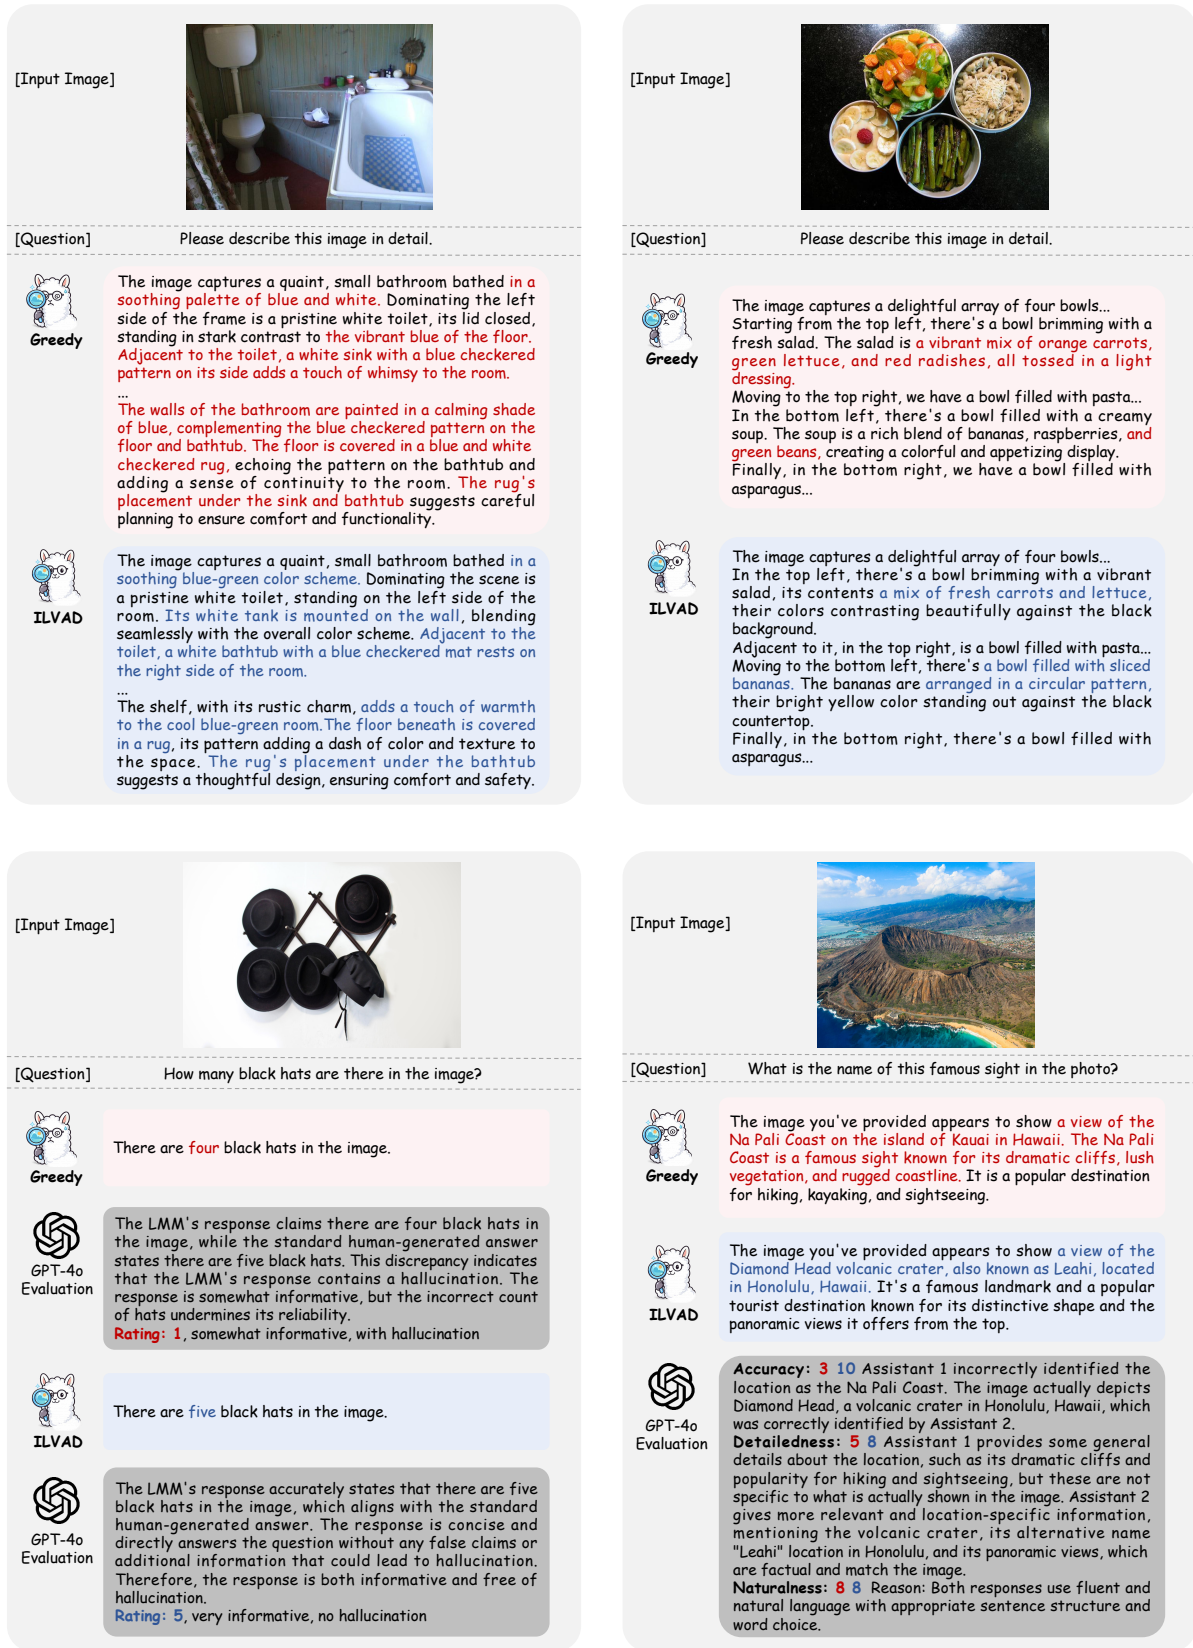 [Input Image]
[Question] Please describe this image in detail.
Greedy
The image captures a quaint, small bathroom bathed in a
soothing palette of blue and white. Dominating the left
side of the frame is a pristine white toilet, its lid closed,
standing in stark contrast to the vibrant blue of the floor.
Adjacent to the toilet, a white sink with a blue checkered
pattern on its side adds a touch of whimsy to the room.
...
The walls of the bathroom are painted in a calming shade
of blue, complementing the blue checkered pattern on the
floor and bathtub. The floor is covered in a blue and white
checkered rug, echoing the pattern on the bathtub and
adding a sense of continuity to the room. The rug's
placement under the sink and bathtub suggests careful
planning to ensure comfort and functionality.
ILVAD
The image captures a quaint, small bathroom bathed in a
soothing blue-green color scheme. Dominating the scene is
a pristine white toilet, standing on the left side of the
room. Its white tank is mounted on the wall, blending
seamlessly with the overall color scheme. Adjacent to the
toilet, a white bathtub with a blue checkered mat rests on
the right side of the room.
...
The shelf, with its rustic charm, adds a touch of warmth
to the cool blue-green room.The floor beneath is covered
in a rug, its pattern adding a dash of color and texture to
the space. The rug's placement under the bathtub
suggests a thoughtful design, ensuring comfort and safety.
[Input Image]
[Question] Please describe this image in detail.
Greedy
The image captures a delightful array of four bowls...
Starting from the top left, there's a bowl brimming with a
fresh salad. The salad is a vibrant mix of orange carrots,
green lettuce, and red radishes, all tossed in a light
dressing.
Moving to the top right, we have a bowl filled with pasta...
In the bottom left, there's a bowl filled with a creamy
soup. The soup is a rich blend of bananas, raspberries, and
green beans, creating a colorful and appetizing display.
Finally, in the bottom right, we have a bowl filled with
asparagus...
ILVAD
The image captures a delightful array of four bowls...
In the top left, there's a bowl brimming with a vibrant
salad, its contents a mix of fresh carrots and lettuce,
their colors contrasting beautifully against the black
background.
Adjacent to it, in the top right, is a bowl filled with pasta...
Moving to the bottom left, there's a bowl filled with sliced
bananas. The bananas are arranged in a circular pattern,
their bright yellow color standing out against the black
countertop.
Finally, in the bottom right, there's a bowl filled with
asparagus...
[Input Image]
[Question] How many black hats are there in the image?
Greedy
There are four black hats in the image.
GPT-4o
Evaluation
The LMM's response claims there are four black hats in
the image, while the standard human-generated answer
states there are five black hats. This discrepancy indicates
that the LMM's response contains a hallucination. The
response is somewhat informative, but the incorrect count
of hats undermines its reliability.
Rating: 1, somewhat informative, with hallucination
ILVAD
There are five black hats in the image.
GPT-4o
Evaluation
The LMM's response accurately states that there are five
black hats in the image, which aligns with the standard
human-generated answer. The response is concise and
directly answers the question without any false claims or
additional information that could lead to hallucination.
Therefore, the response is both informative and free of
hallucination.
Rating: 5, very informative, no hallucination
[Input Image]
[Question] What is the name of this famous sight in the photo?
Greedy
The image you've provided appears to show a view of the
Na Pali Coast on the island of Kauai in Hawaii. The Na Pali
Coast is a famous sight known for its dramatic cliffs, lush
vegetation, and rugged coastline. It is a popular destination
for hiking, kayaking, and sightseeing.
ILVAD
The image you've provided appears to show a view of the
Diamond Head volcanic crater, also known as Leahi, located
in Honolulu, Hawaii. It's a famous landmark and a popular
tourist destination known for its distinctive shape and the
panoramic views it offers from the top.
GPT-4o
Evaluation
Accuracy: 3 10 Assistant 1 incorrectly identified the
location as the Na Pali Coast. The image actually depicts
Diamond Head, a volcanic crater in Honolulu, Hawaii, which
was correctly identified by Assistant 2.
Detailedness: 5 8 Assistant 1 provides some general
details about the location, such as its dramatic cliffs and
popularity for hiking and sightseeing, but these are not
specific to what is actually shown in the image. Assistant 2
gives more relevant and location-specific information,
mentioning the volcanic crater, its alternative name
"Leahi" location in Honolulu, and its panoramic views, which
are factual and match the image.
Naturalness: 8 8 Reason: Both responses use fluent and
natural language with appropriate sentence structure and
word choice.